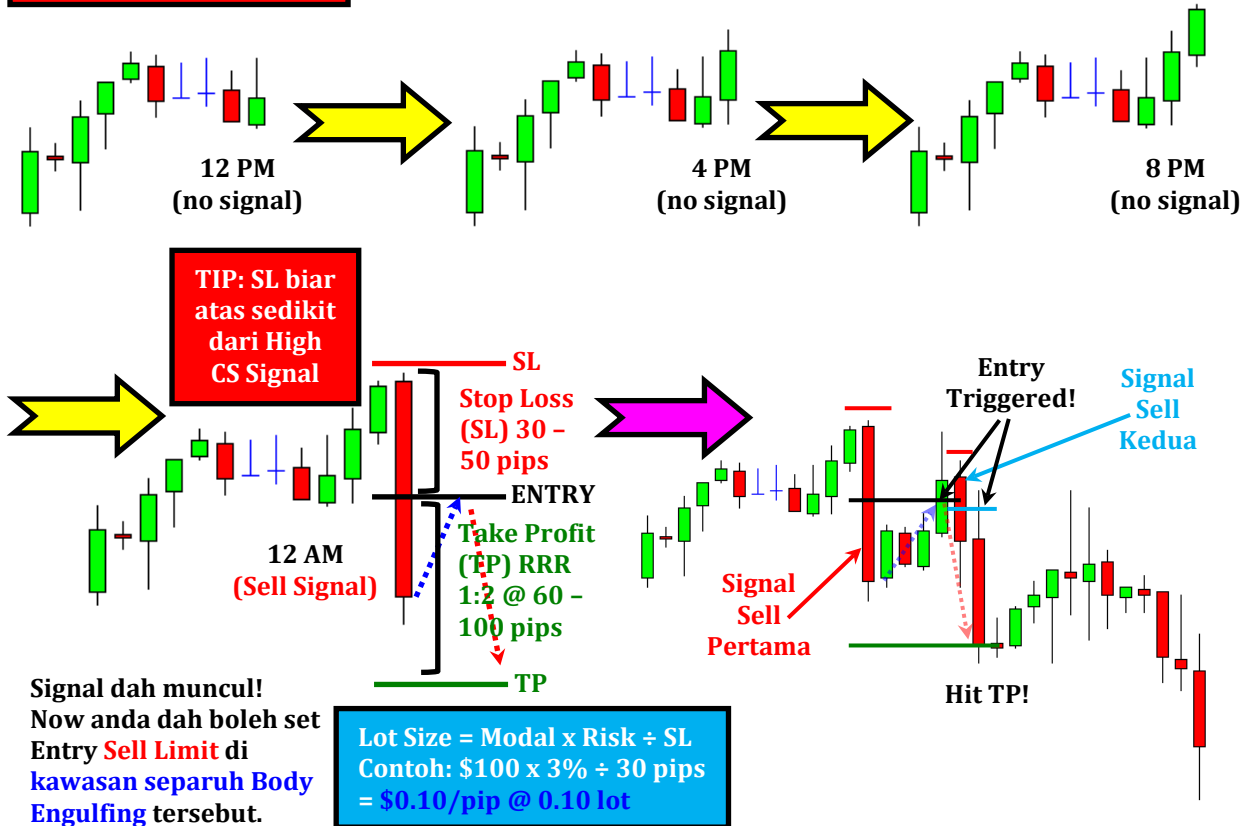 12 PM
(no signal)
4 PM
(no signal)
8 PM
(no signal)
TIP: SL biar
atas sedikit
dari High
CS Signal
SL
Stop Loss
(SL) 30 –
50 pips
ENTRY
Take Profit
(TP) RRR
1:2 @ 60 –
100 pips
TP
12 AM
(Sell Signal)
Entry
Triggered!
Signal
Sell
Kedua
Signal
Sell
Pertama
Hit TP!
Signal dah muncul!
Now anda dah boleh set
Entry Sell Limit di
kawasan separuh Body
Engulfing tersebut.
Lot Size = Modal x Risk ÷ SL
Contoh: $100 x 3% ÷ 30 pips
= $0.10/pip @ 0.10 lot